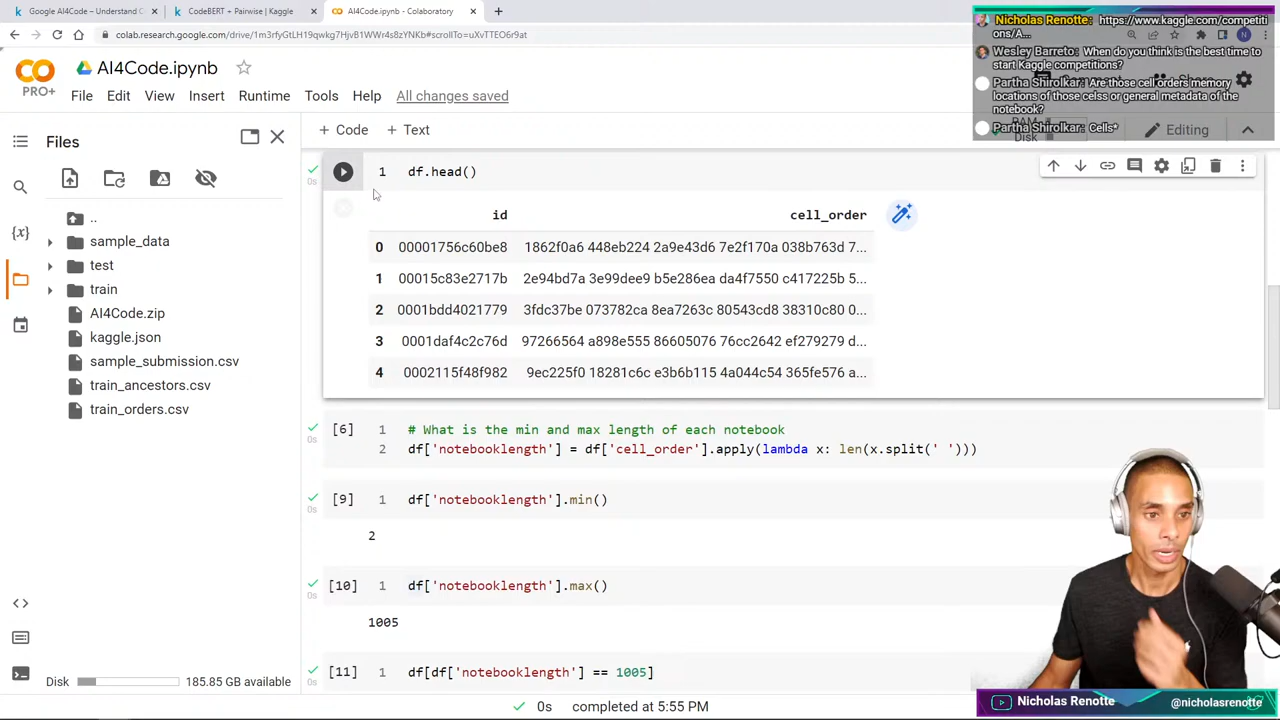 Google AI4Code – Understand C
CodeBERT + Pairwise | Kaggle
AI4Code.ipynb - Colaboratory
colab.research.google.com/drive/1m3rfyGtLH19qwkg7HjvB1WWr4s8zYNKd#scrollTo=uXvTTEO6r9at
PRO+
AI4Code.ipynb
File Edit View Insert Runtime Tools Help All changes saved
Nicholas Renotte: https://www.kaggle.com/competitions/A...
Wesley Barreto: When do you think is the best time to
start Kaggle competitions?
Partha Shirolkar: Are those cell orders memory
locations of those celss or general metadata of the
notebook?
Partha Shirolkar: Cells*
Files
+ Code + Text
RAM
Disk
Editing
..
sample_data
test
train
AI4Code.zip
kaggle.json
sample_submission.csv
train_ancestors.csv
train_orders.csv
Disk 185.85 GB available
0s
1 df.head()
id cell_order
0 00001756c60be8 1862f0a6 448eb224 2a9e43d6 7e2f170a 038b763d 7...
1 00015c83e2717b 2e94bd7a 3e99dee9 b5e286ea da4f7550 c417225b 5...
2 0001bdd4021779 3fdc37be 073782ca 8ea7263c 80543cd8 38310c80 0...
3 0001daf4c2c76d 97266564 a898e555 86605076 76cc2642 ef279279 d...
4 0002115f48f982 9ec225f0 18281c6c e3b6b115 4a044c54 365fe576 a...
0s
[6] 1 # What is the min and max length of each notebook
2 df['notebooklength'] = df['cell_order'].apply(lambda x: len(x.split(' ')))
0s
[9] 1 df['notebooklength'].min()
2
0s
[10] 1 df['notebooklength'].max()
1005
0s
[11] 1 df[df['notebooklength'] == 1005]
0s completed at 5:55 PM
Nicholas Renotte
@nicholasrenotte